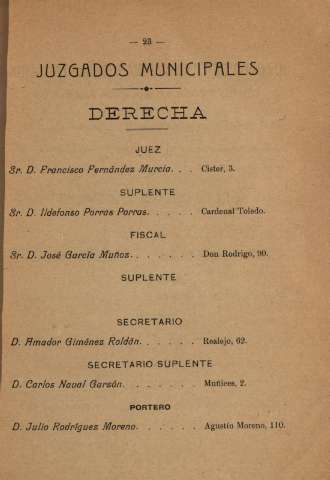 — 23 —
JUZGADOS MUNICIPALES
DERECHA
JUEZ
Sr. D. Francisco Fernández Murcia. . . Cister, 3.
SUPLENTE
Sr. D. Ildefonso Porras Porras. . . . . . Cardenal Toledo.
FISCAL
Sr. D. José García Muñoz. . . . . . . Don Rodrigo, 90.
SUPLENTE
SECRETARIO
D. Amador Giménez Roldán. . . . . . Realejo, 62.
SECRETARIO SUPLENTE
D. Carlos Naval Garzón. . . . . . . Muñices, 2.
PORTERO
D. Julio Rodríguez Moreno. . . . . . Agustío Moreno, 110.